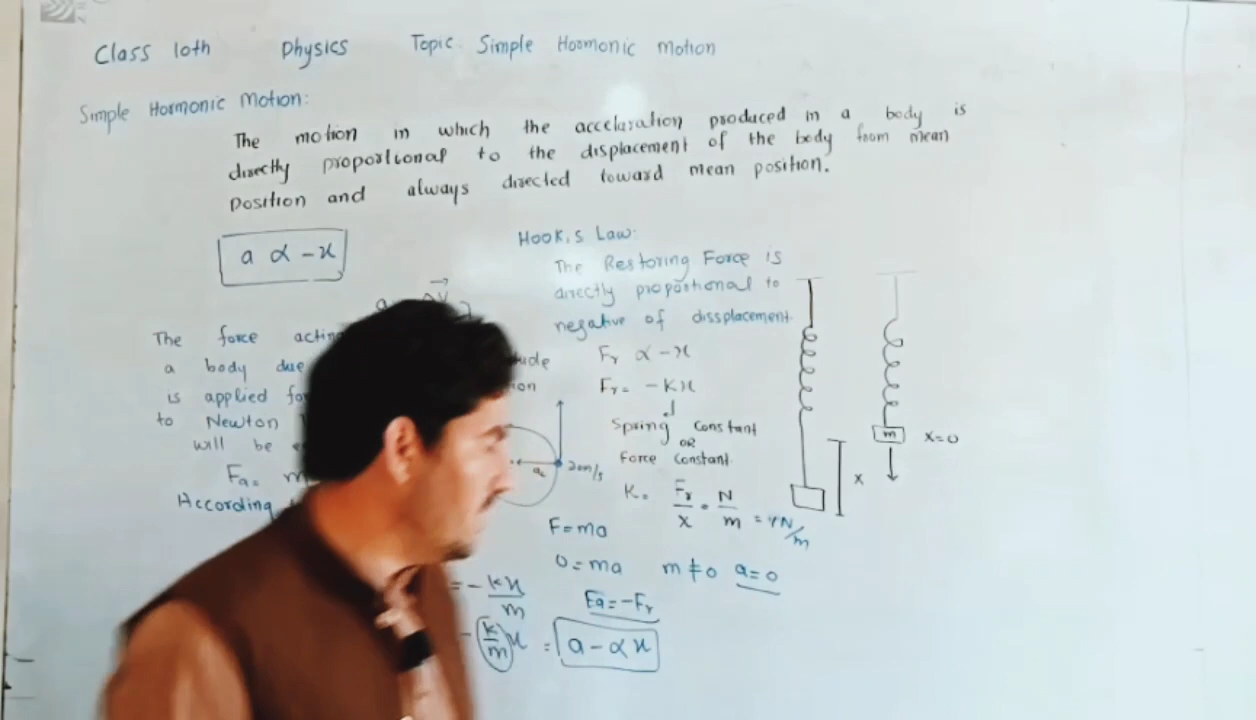 Class 10th Physics Topic. Simple Hormonic motion
Simple Hormonic Motion:
The motion in which the accelaration produced in a body is
directly proportional to the displacement of the body from mean
position and always directed toward mean position.
a ∝ -x
Hook,s Law:
The Restoring Force is
directly proportional to
negative of dissplacement.
Fr ∝ -x
Fr= -Kx
Spring Constant
OR
Force Constant.
K= Fr/x = N/m = 1N/m
The force
a body due
is applied
to Newton
will be
Fa=
According
2cm/s
m
x=0
x
F=ma
0=ma m≠0 a=0
=-kx/m
Fa=-Fr
-(k/m)x = a-∝x